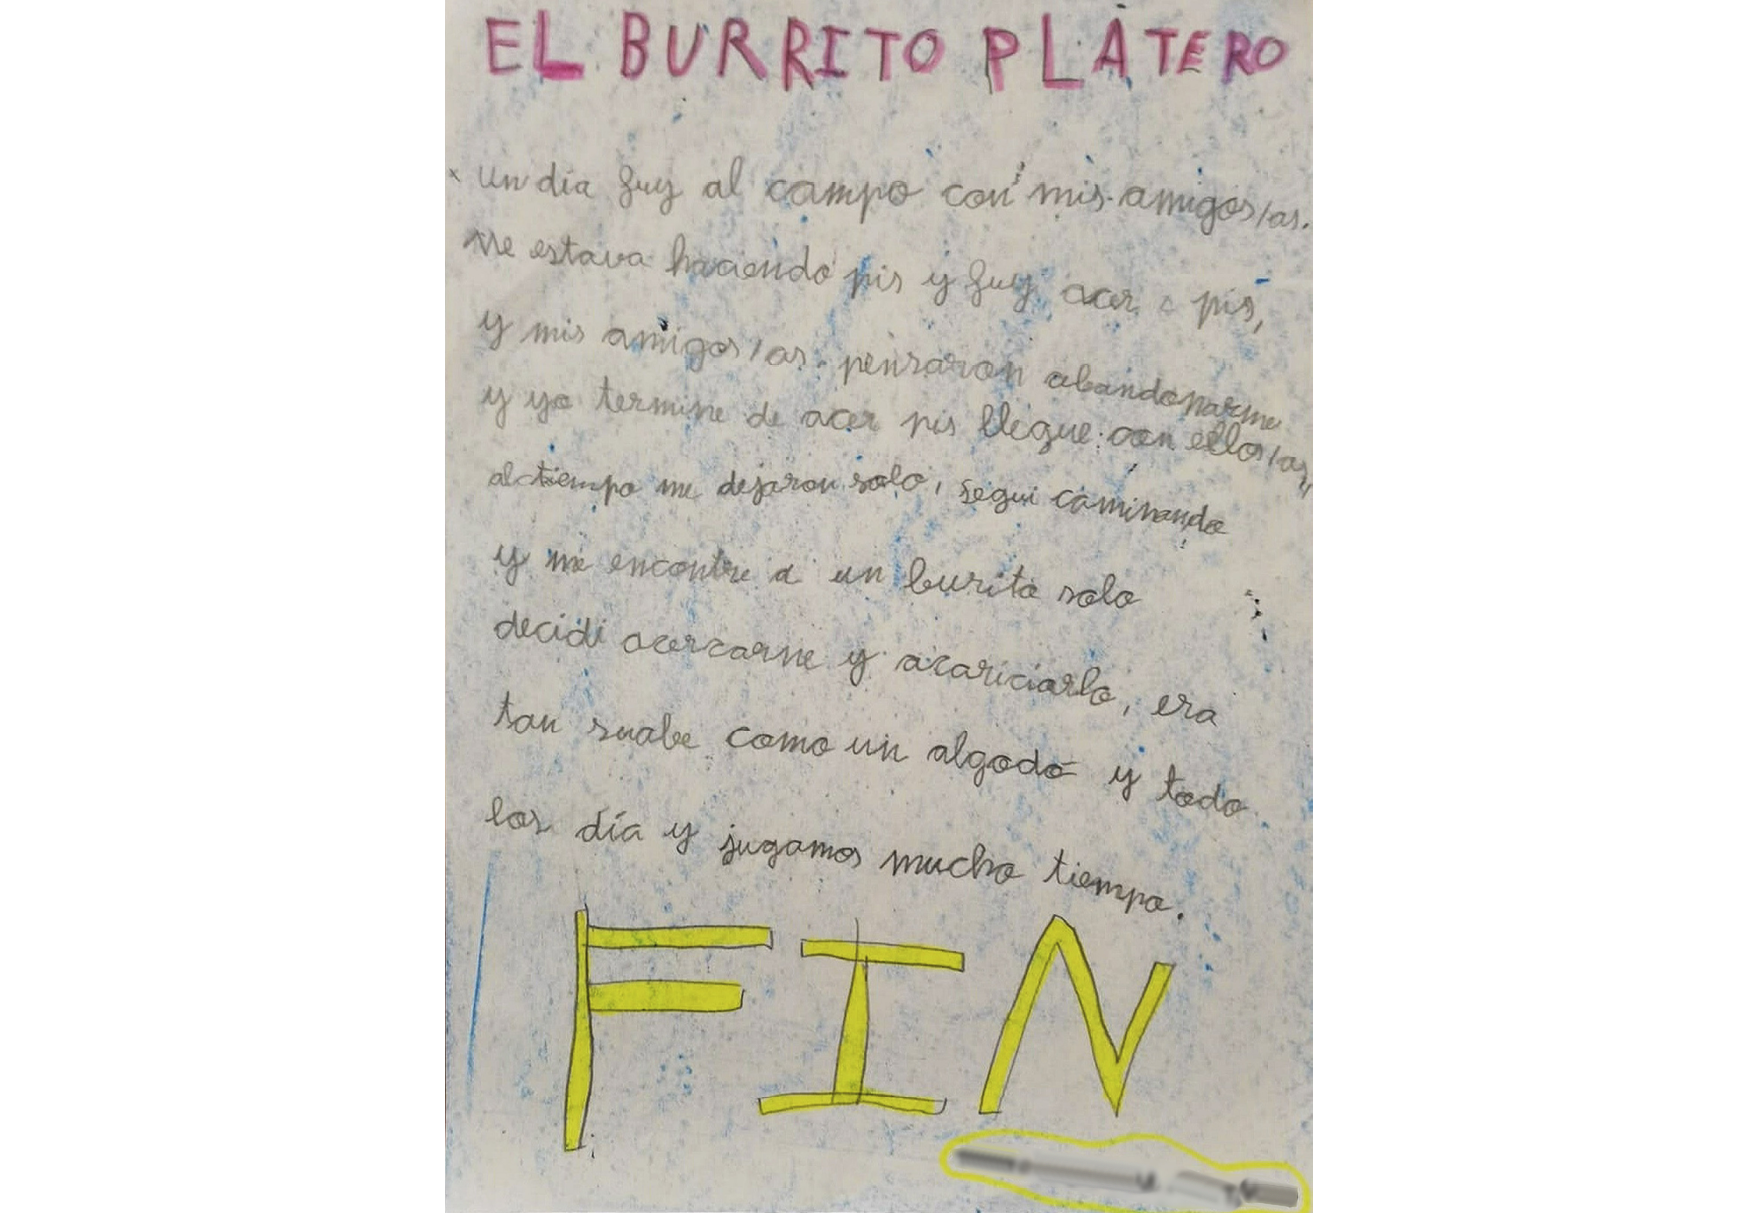 EL BURRITO PLATERO
un día fuy al campo con mis amigos/as.
Me estava haciendo pis y fuy acer pis,
y mis amigos/as. pensaron abandonarme
y yo termine de acer pis llegue con ellos/as,
al tiempo me dejaron solo, segui caminando
y me encontre a un burito solo
decidi acercarme y acariciarlo, era
tan suabe como un algodó y todo
los día y jugamos mucho tiempo.
FIN